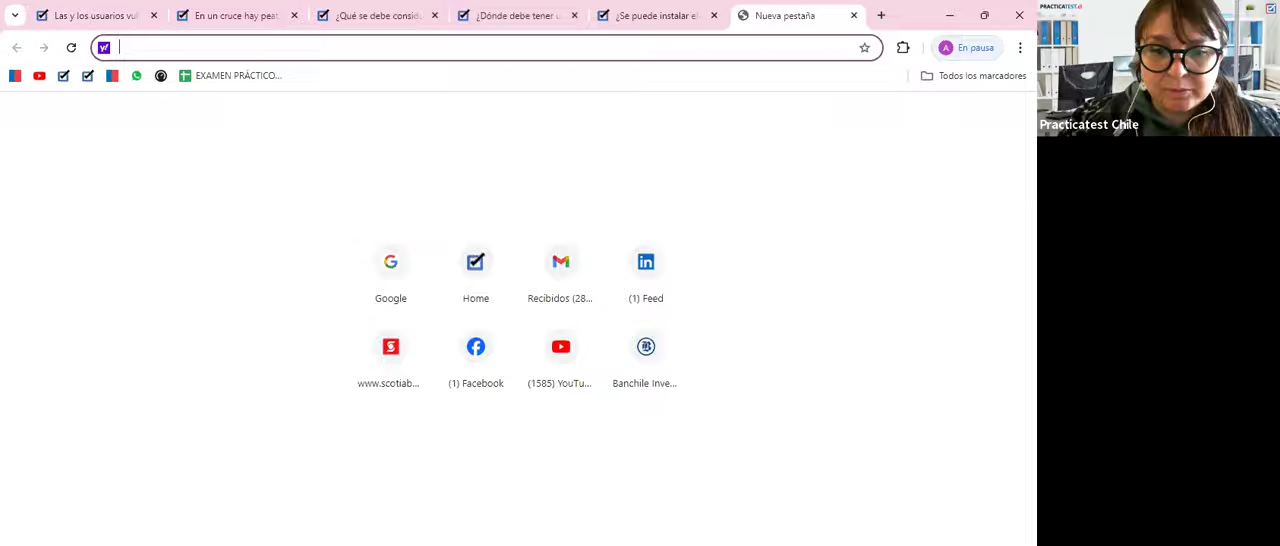 Las y los usuarios vul
En un cruce hay peat
¿Qué se debe consid
¿Dónde debe tener u
¿Se puede instalar el
Nueva pestaña
y!
A En pausa
EXAMEN PRÁCTICO...
Todos los marcadores
PRACTICATEST.cl
Practicatest Chile
Google
Home
Recibidos (28...
(1) Feed
www.scotiab...
(1) Facebook
(1585) YouTu...
Banchile Inve...